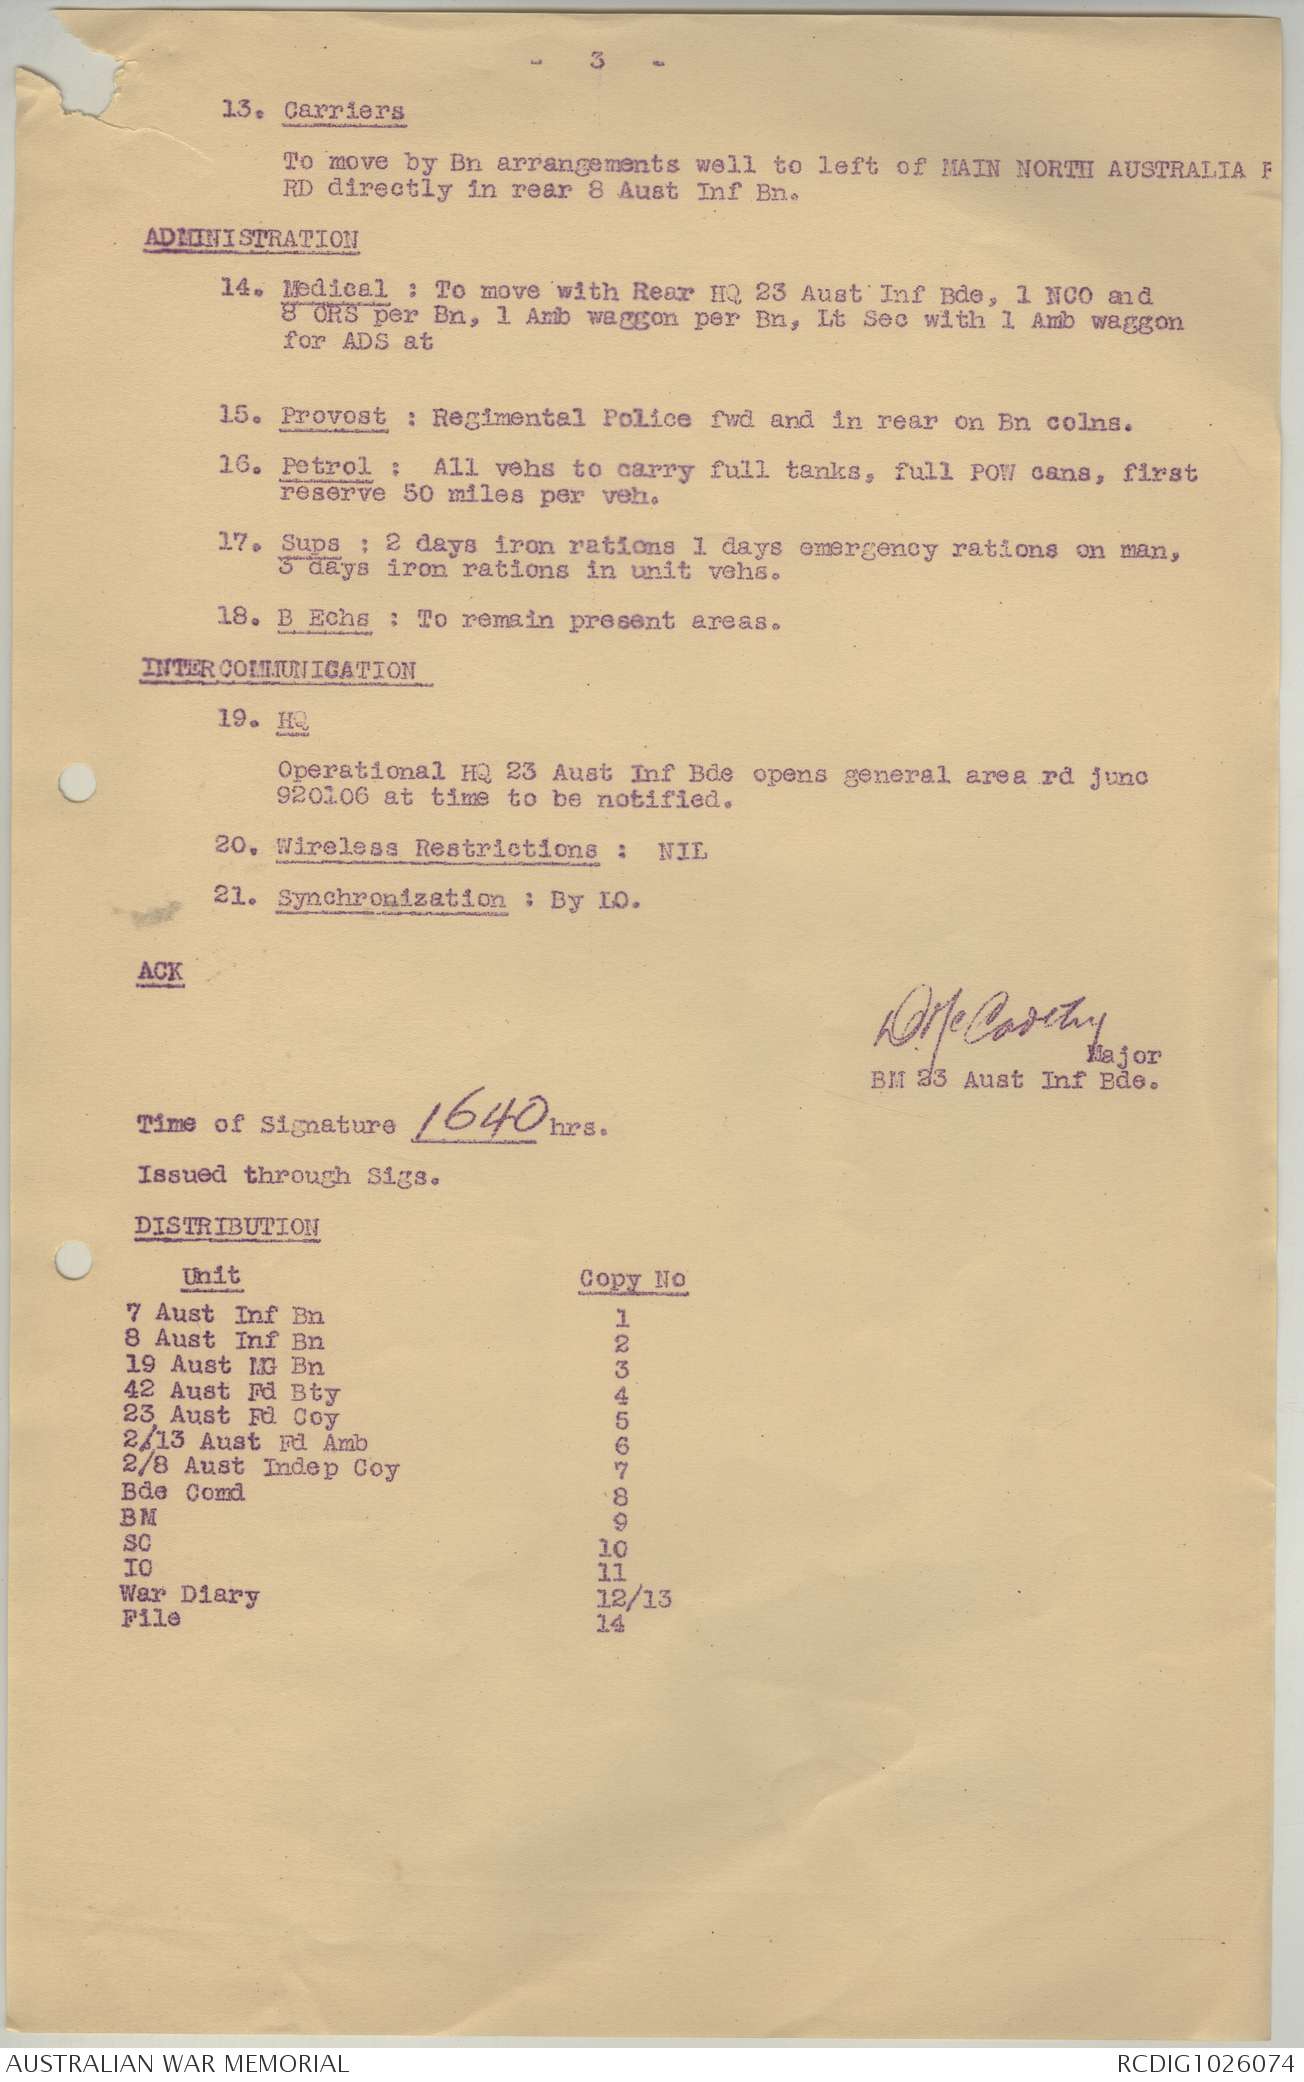 - 3 -
13. Carriers
To move by Bn arrangements well to left of MAIN NORTH AUSTRALIA R
RD directly in rear 8 Aust Inf Bn.
ADMINISTRATION
14. Medical : To move with Rear HQ 23 Aust Inf Bde, 1 NCO and
8 ORS per Bn, 1 Amb waggon per Bn, Lt Sec with 1 Amb waggon
for ADS at
15. Provost : Regimental Police fwd and in rear on Bn colns.
16. Petrol : All vehs to carry full tanks, full POW cans, first
reserve 50 miles per veh.
17. Sups : 2 days iron rations 1 days emergency rations on man,
3 days iron rations in unit vehs.
18. B Echs : To remain present areas.
INTERCOMMUNICATION
19. HQ
Operational HQ 23 Aust Inf Bde opens general area rd junc
920106 at time to be notified.
20. Wireless Restrictions : NIL
21. Synchronization : By LO.
ACK
D. McCarthy
Major
BM 23 Aust Inf Bde.
Time of Signature 1640 hrs.
Issued through Sigs.
DISTRIBUTION
Unit Copy No
7 Aust Inf Bn 1
8 Aust Inf Bn 2
19 Aust MG Bn 3
42 Aust Fd Bty 4
23 Aust Fd Coy 5
2/13 Aust Fd Amb 6
2/8 Aust Indep Coy 7
Bde Comd 8
BM 9
SC 10
IO 11
War Diary 12/13
File 14
AUSTRALIAN WAR MEMORIAL RCDIG1026074